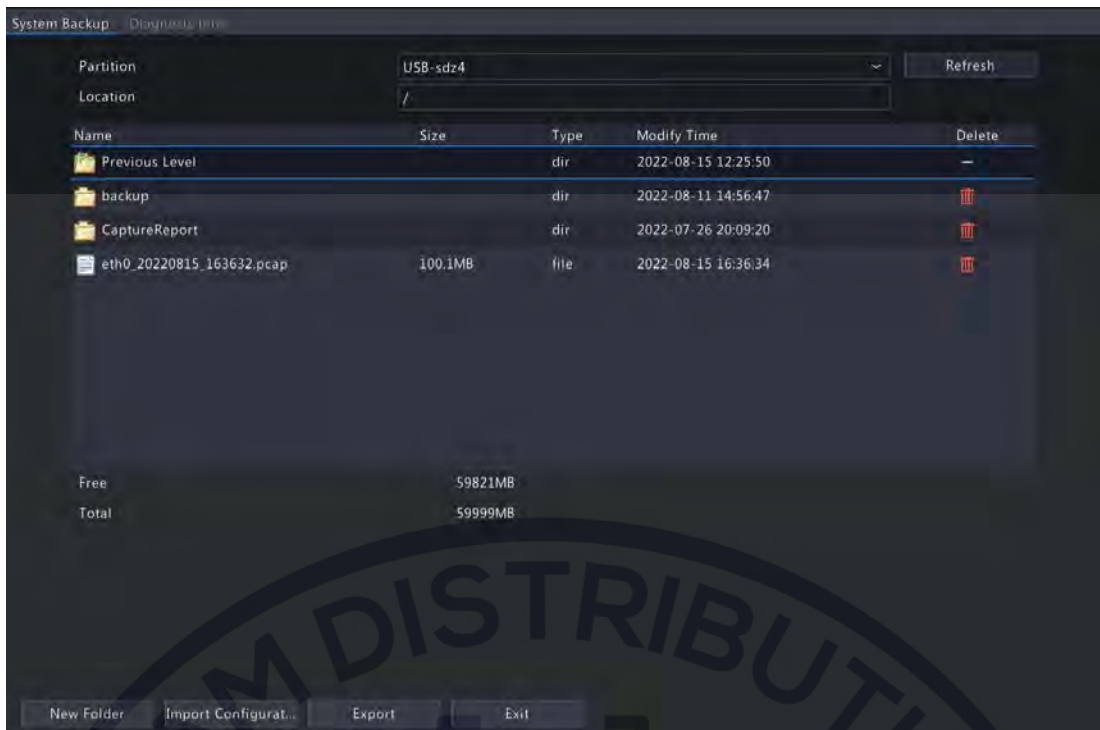 System Backup Diagnosis Info
Partition USB-sdz4 Refresh
Location /
Name Size Type Modify Time Delete
Previous Level dir 2022-08-15 12:25:50 —
backup dir 2022-08-11 14:56:47
CaptureReport dir 2022-07-26 20:09:20
eth0_20220815_163632.pcap 100.1MB file 2022-08-15 16:36:34
Free 59821MB
Total 59999MB
M DISTRIBU
New Folder Import Configurat... Export Exit